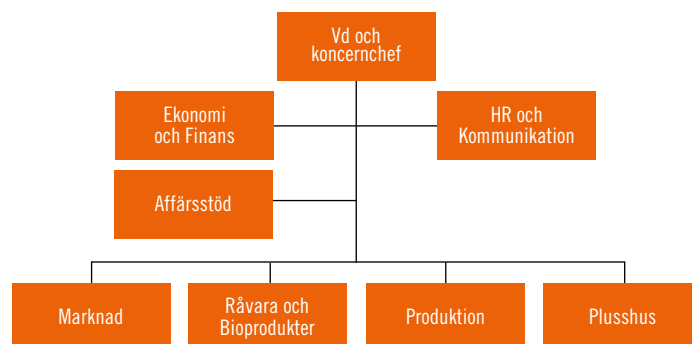 Vd och
koncernchef
Ekonomi
och Finans
HR och
Kommunikation
Affärsstöd
Marknad
Råvara och
Bioprodukter
Produktion
Plusshus